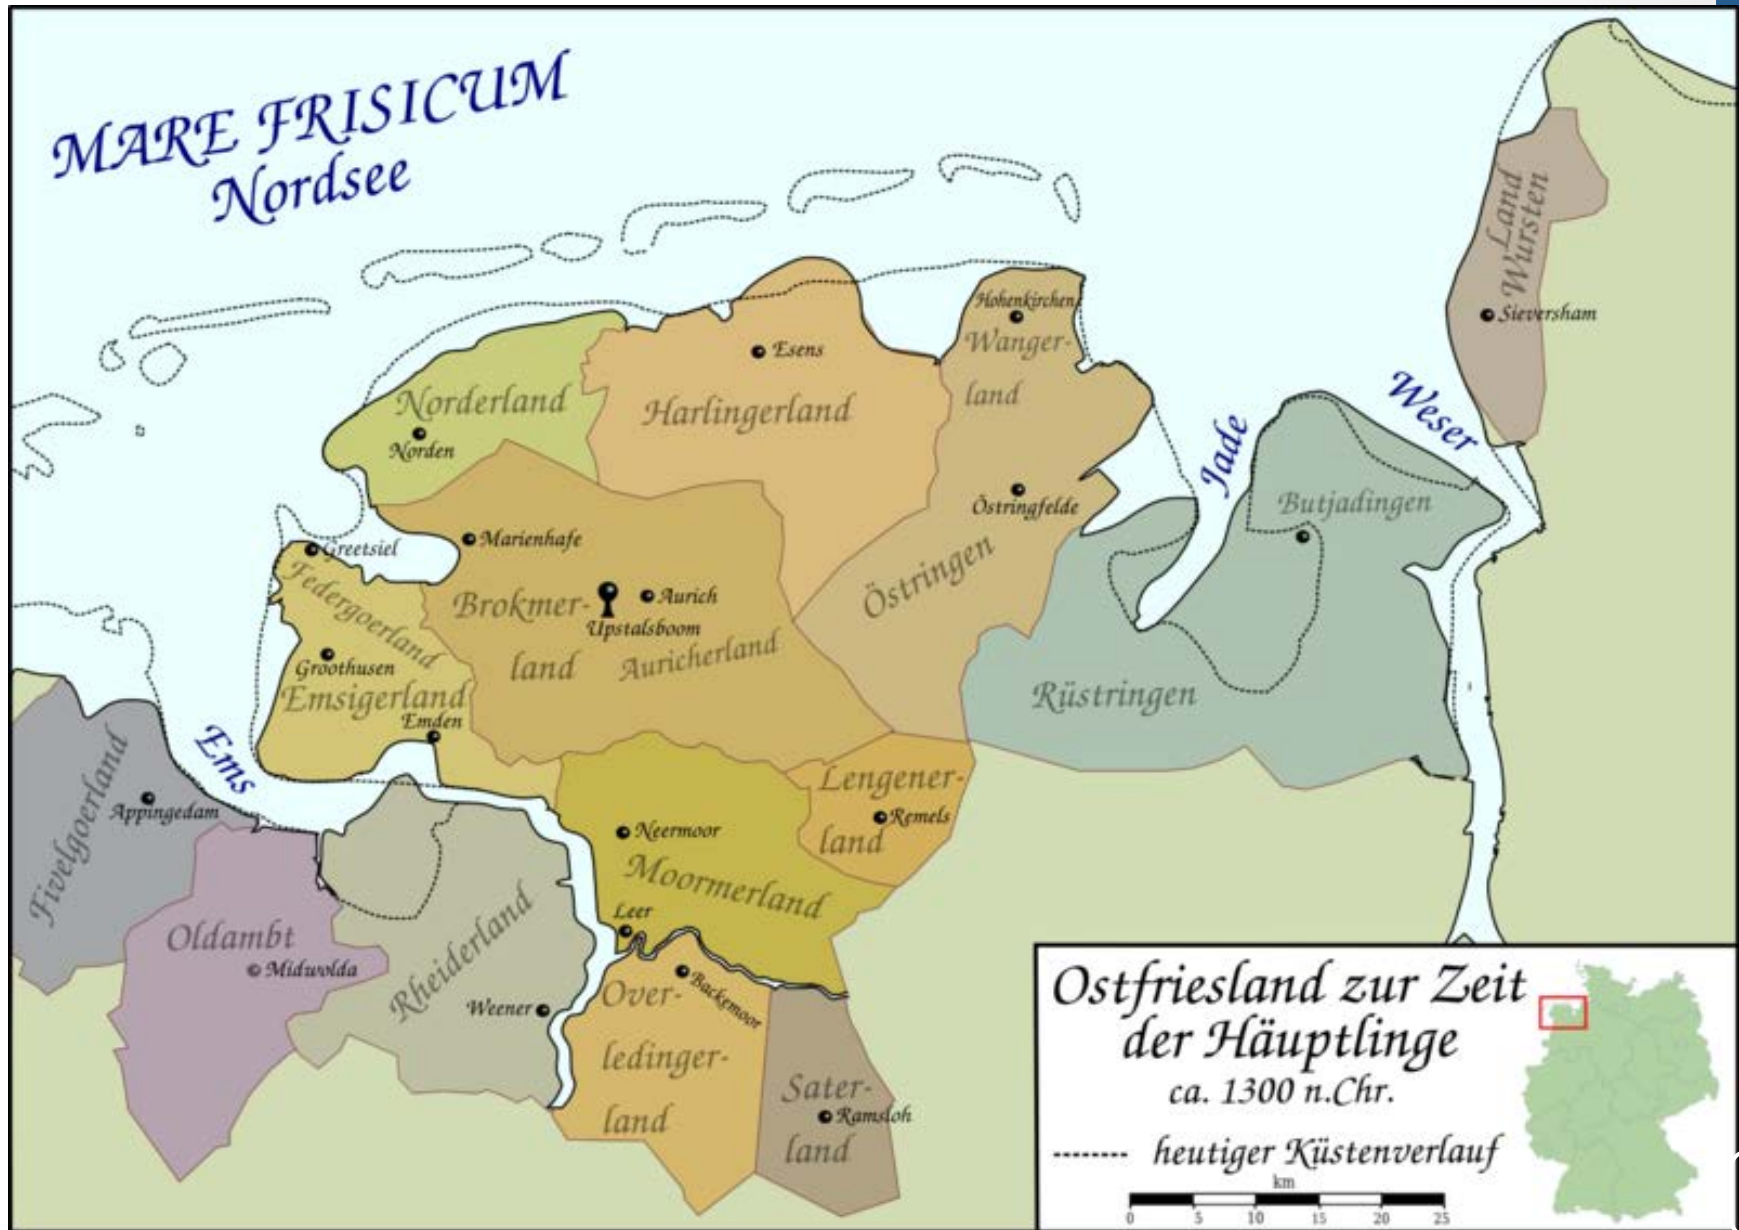 MARE FRISICUM
Nordsee
Land
Wursten
Sieversham
Hohenkirchen
Wanger-
land
Esens
Harlingerland
Norderland
Norden
Weser
Jade
Butjadingen
Östringfelde
Östringen
Marienhafe
Greetsiel
Federgoerland
Brokmer-
land
Aurich
Upstalsboom
Auricherland
Groothusen
Emsigerland
Emden
Rüstringen
Ems
Fivelgoerland
Appingedam
Lengener-
land
Remels
Neermoor
Moormerland
Leer
Oldambt
Midwolda
Rheiderland
Weener
Over-
ledinger-
land
Backemoor
Sater-
land
Ramsloh
Ostfriesland zur Zeit
der Häuptlinge
ca. 1300 n.Chr.
heutiger Küstenverlauf
km
0 5 10 15 20 25